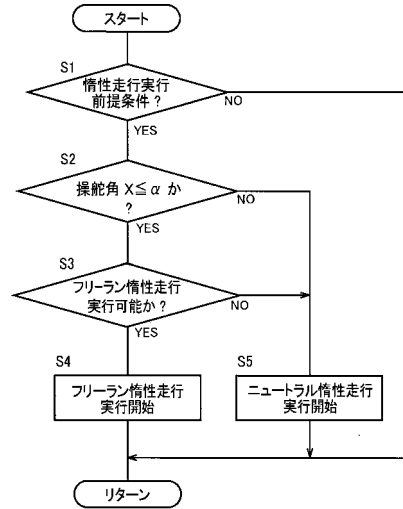 スタート
S1
惰性走行実行
前提条件？
NO
YES
S2
操舵角 X≦α か
？
NO
YES
S3
フリーラン惰性走行
実行可能か？
NO
YES
S4
フリーラン惰性走行
実行開始
S5
ニュートラル惰性走行
実行開始
リターン